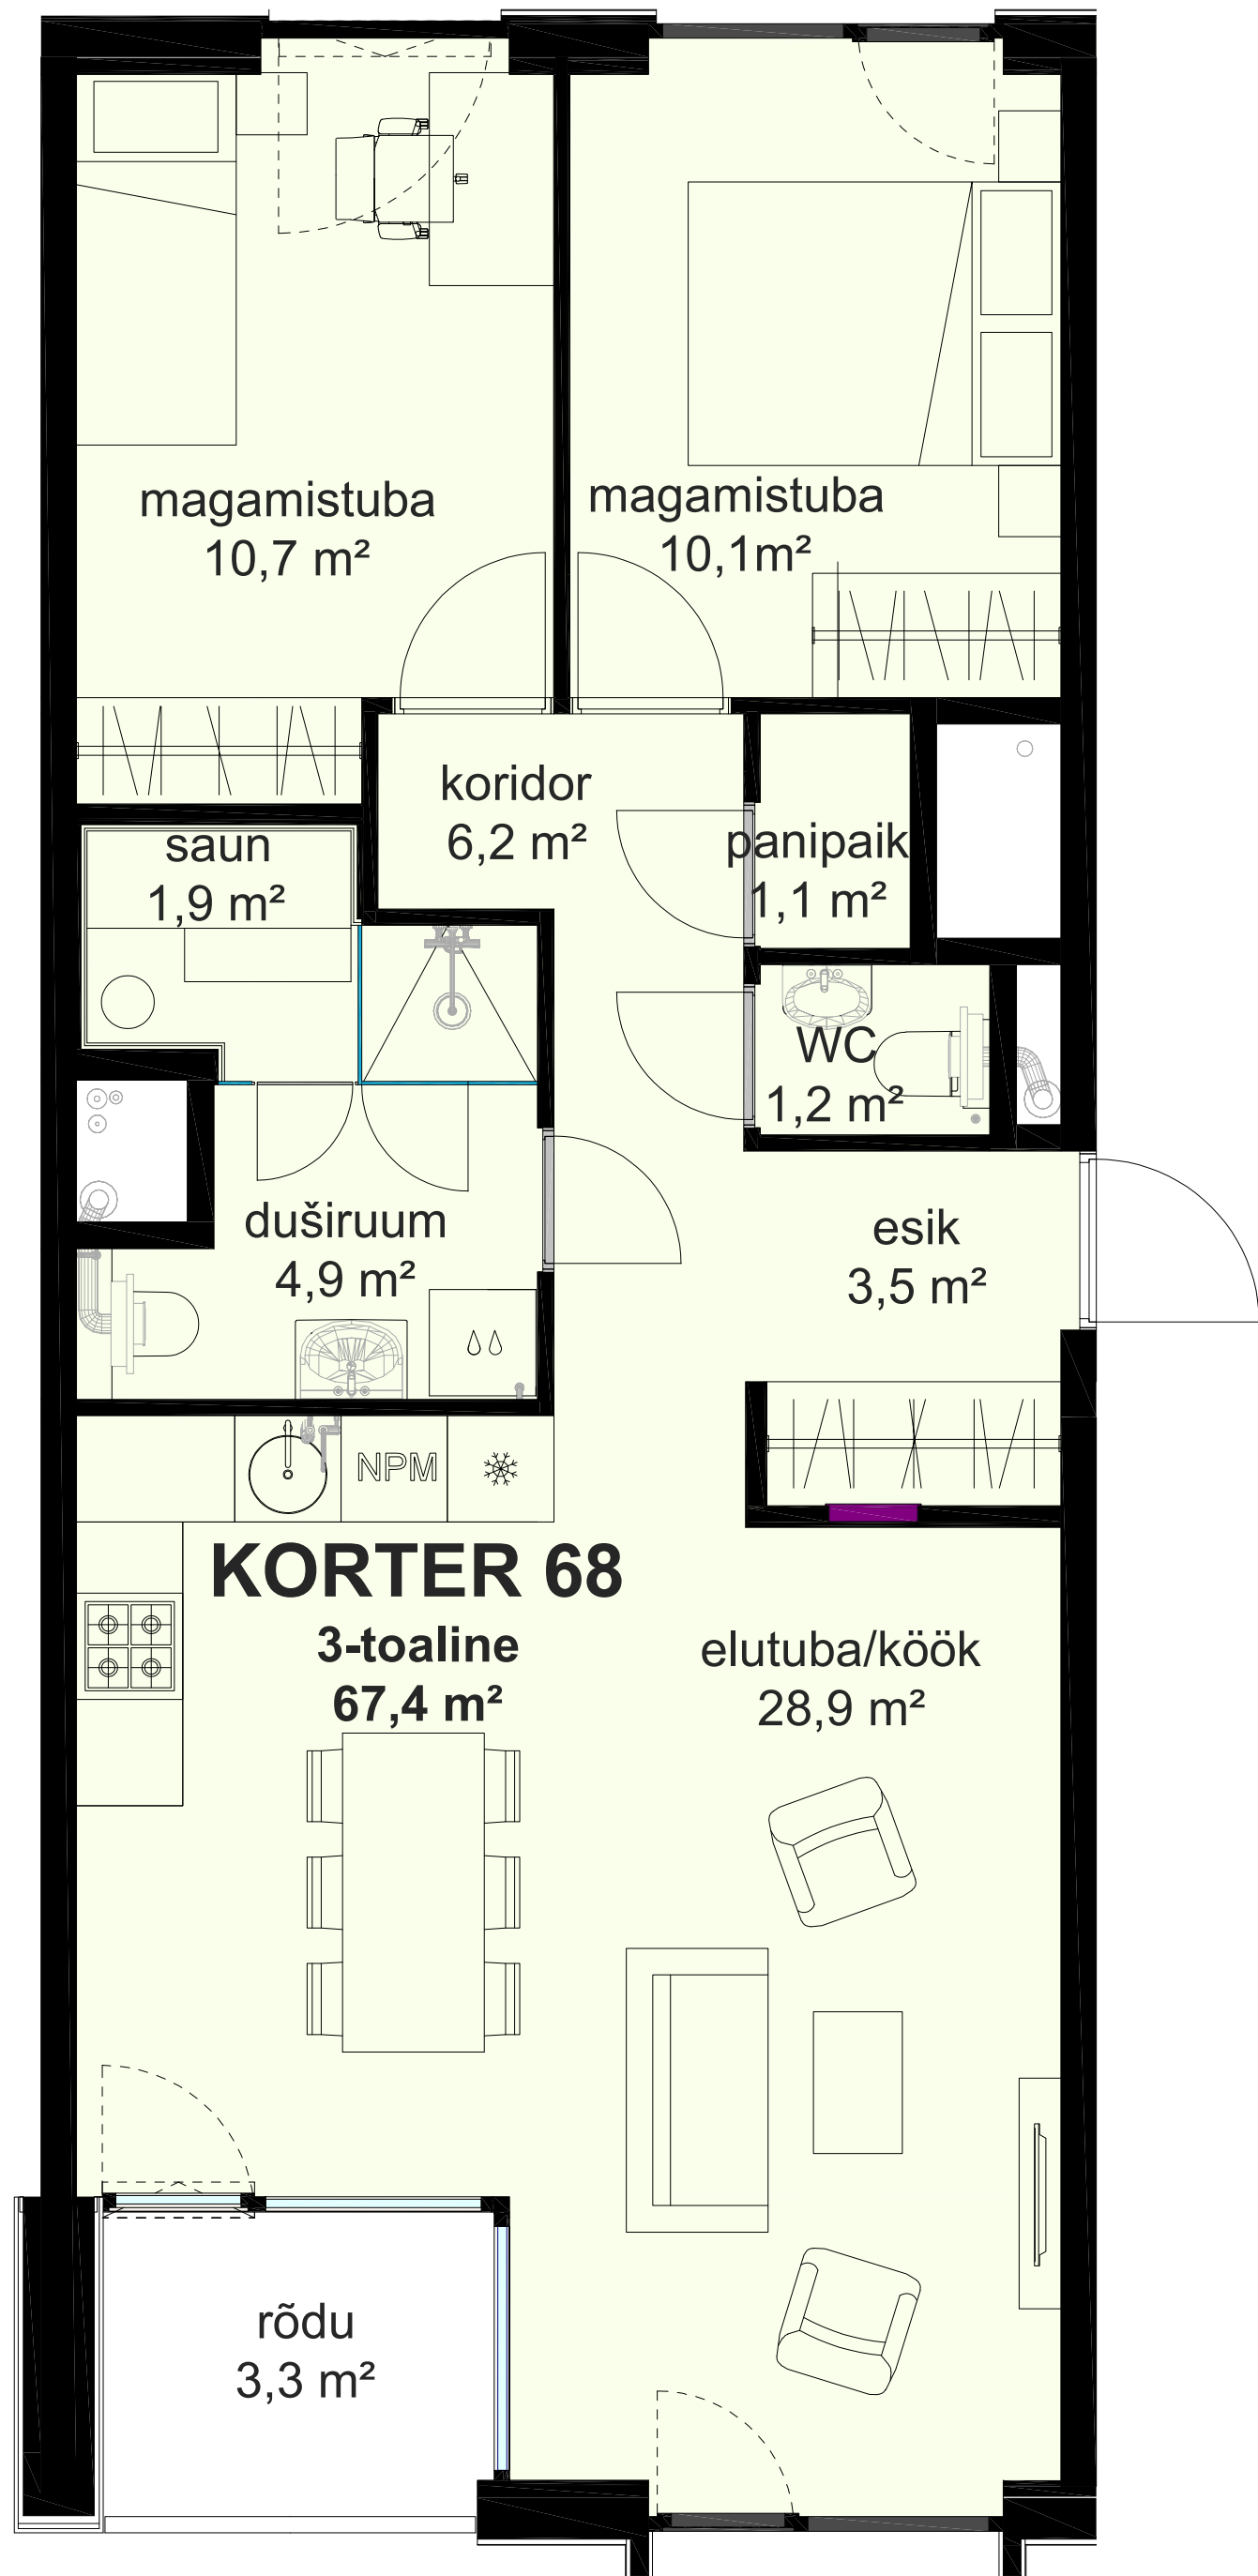 magamistuba
10,7 m²
magamistuba
10,1m²
koridor
6,2 m²
panipaik
1,1 m²
saun
1,9 m²
WC
1,2 m²
duširuum
4,9 m²
esik
3,5 m²
NPM
KORTER 68
3-toaline
67,4 m²
elutuba/köök
28,9 m²
rõdu
3,3 m²